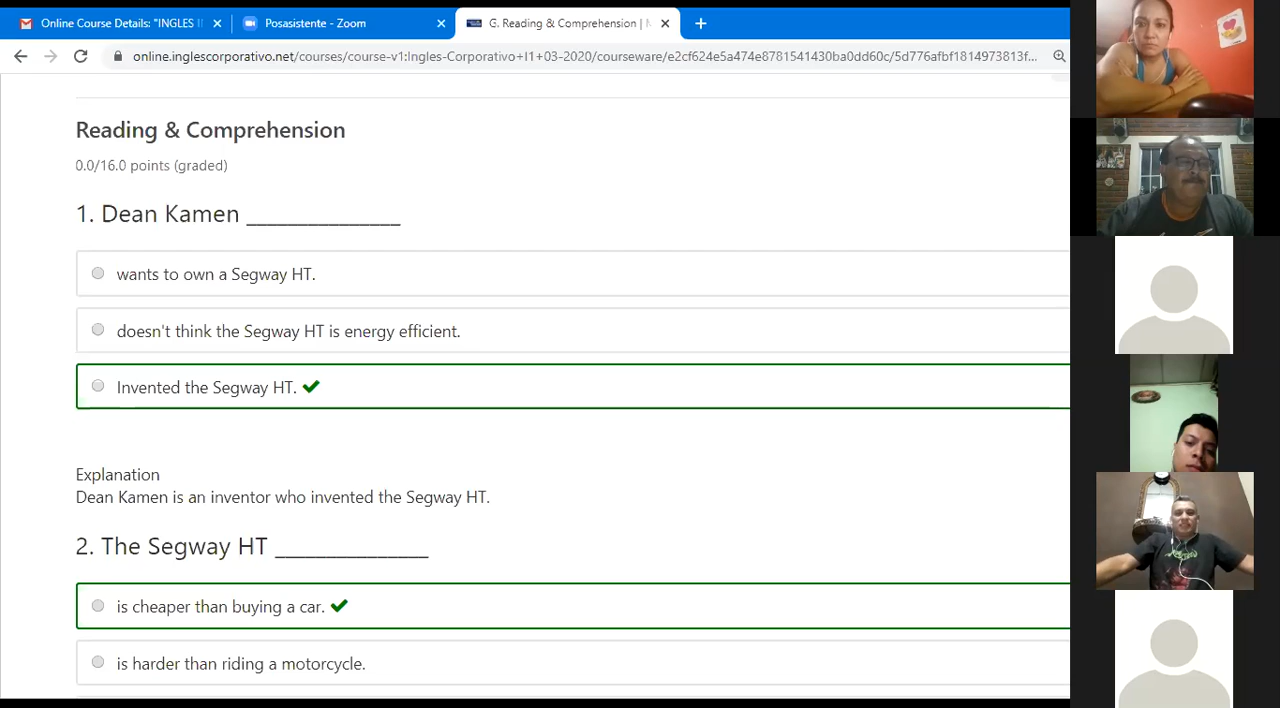 Online Course Details: "INGLES I
Posasistente - Zoom
G. Reading & Comprehension |
online.inglescorporativo.net/courses/course-v1:Ingles-Corporativo+I1+03-2020/courseware/e2cf624e5a474e8781541430ba0dd60c/5d776afbf1814973813f...
Reading & Comprehension
0.0/16.0 points (graded)
1. Dean Kamen _______________
wants to own a Segway HT.
doesn't think the Segway HT is energy efficient.
Invented the Segway HT.
Explanation
Dean Kamen is an inventor who invented the Segway HT.
2. The Segway HT _______________
is cheaper than buying a car.
is harder than riding a motorcycle.